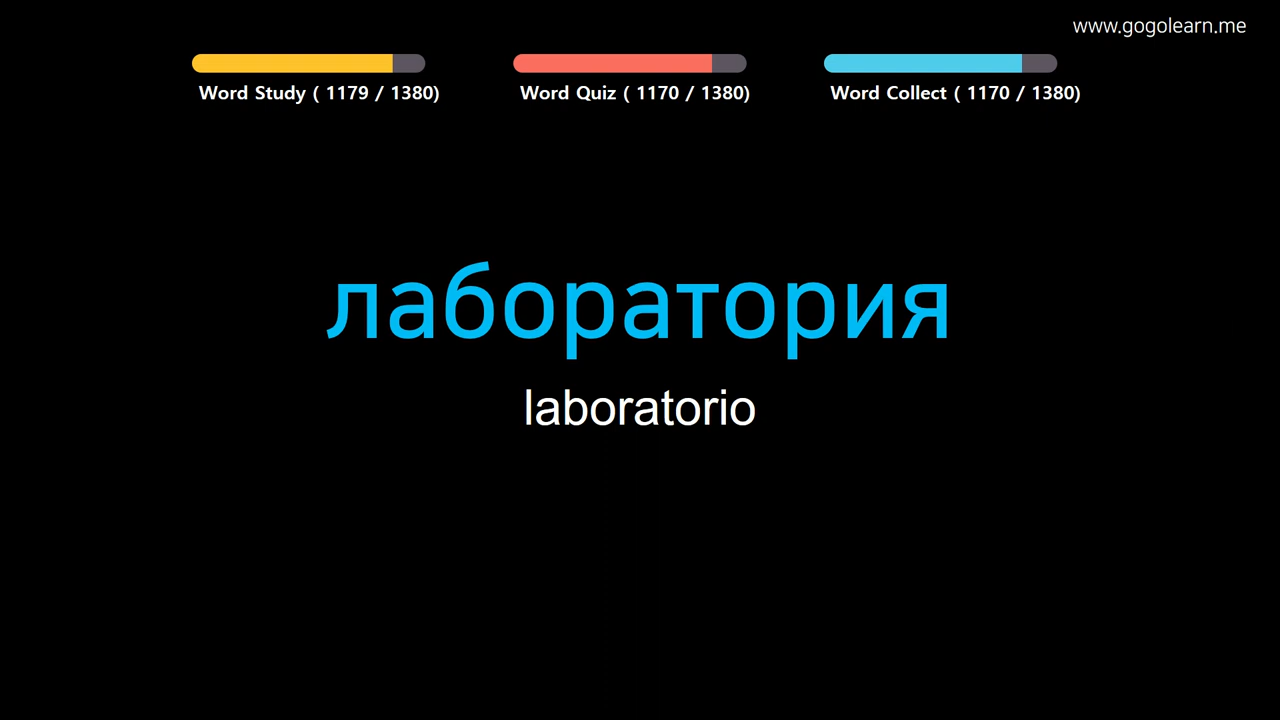 www.gogolearn.me
Word Study ( 1179 / 1380)
Word Quiz ( 1170 / 1380)
Word Collect ( 1170 / 1380)
лаборатория
laboratorio